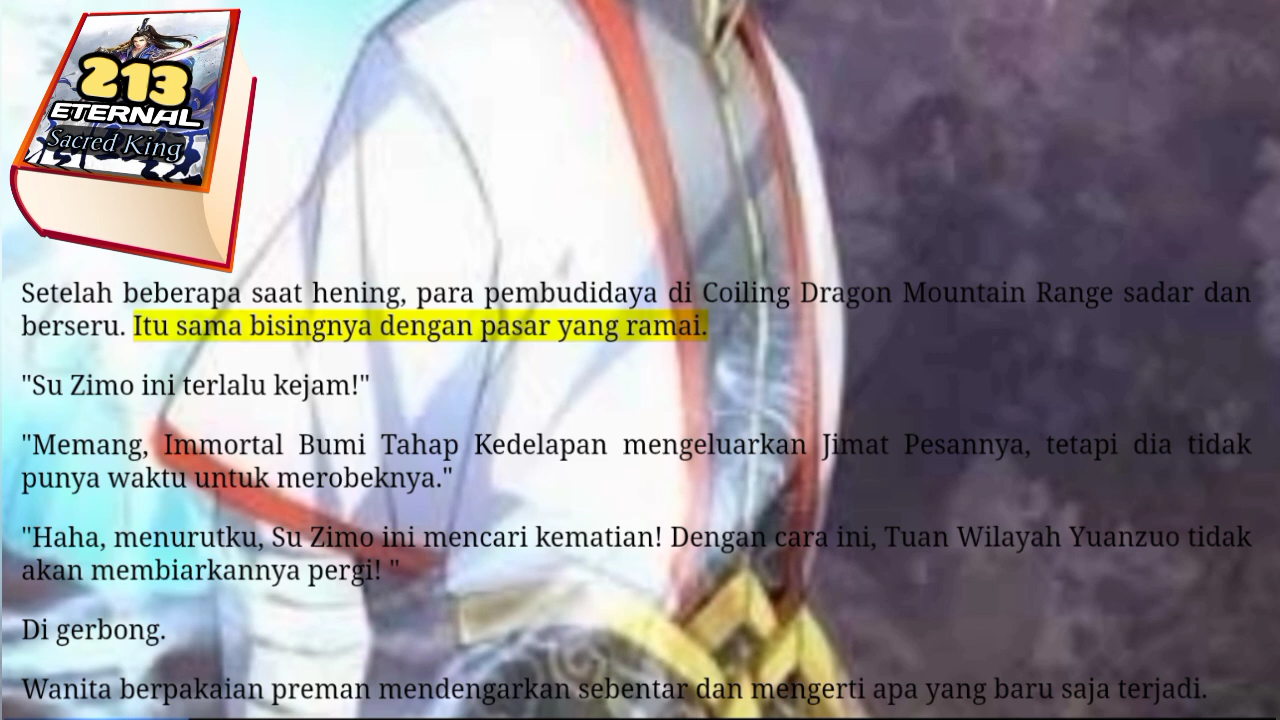 213
ETERNAL
Sacred King
Setelah beberapa saat hening, para pembudidaya di Coiling Dragon Mountain Range sadar dan
berseru. Itu sama bisingnya dengan pasar yang ramai.
"Su Zimo ini terlalu kejam!"
"Memang, Immortal Bumi Tahap Kedelapan mengeluarkan Jimat Pesannya, tetapi dia tidak
punya waktu untuk merobeknya."
"Haha, menurutku, Su Zimo ini mencari kematian! Dengan cara ini, Tuan Wilayah Yuanzuo tidak
akan membiarkannya pergi! "
Di gerbong.
Wanita berpakaian preman mendengarkan sebentar dan mengerti apa yang baru saja terjadi.